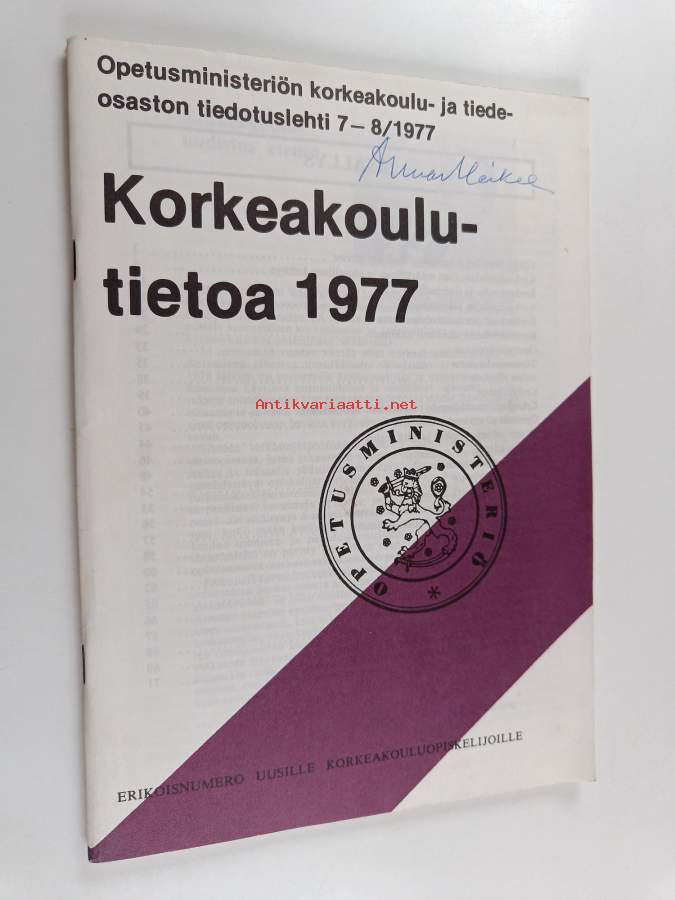 Opetusministeriön korkeakoulu- ja tiede-
osaston tiedotuslehti 7–8/1977
Korkeakoulu-
tietoa 1977
Antikvariaatti.net
OPETUSMINISTERIÖ *
ERIKOISNUMERO UUSILLE KORKEAKOULUOPISKELIJOILLE